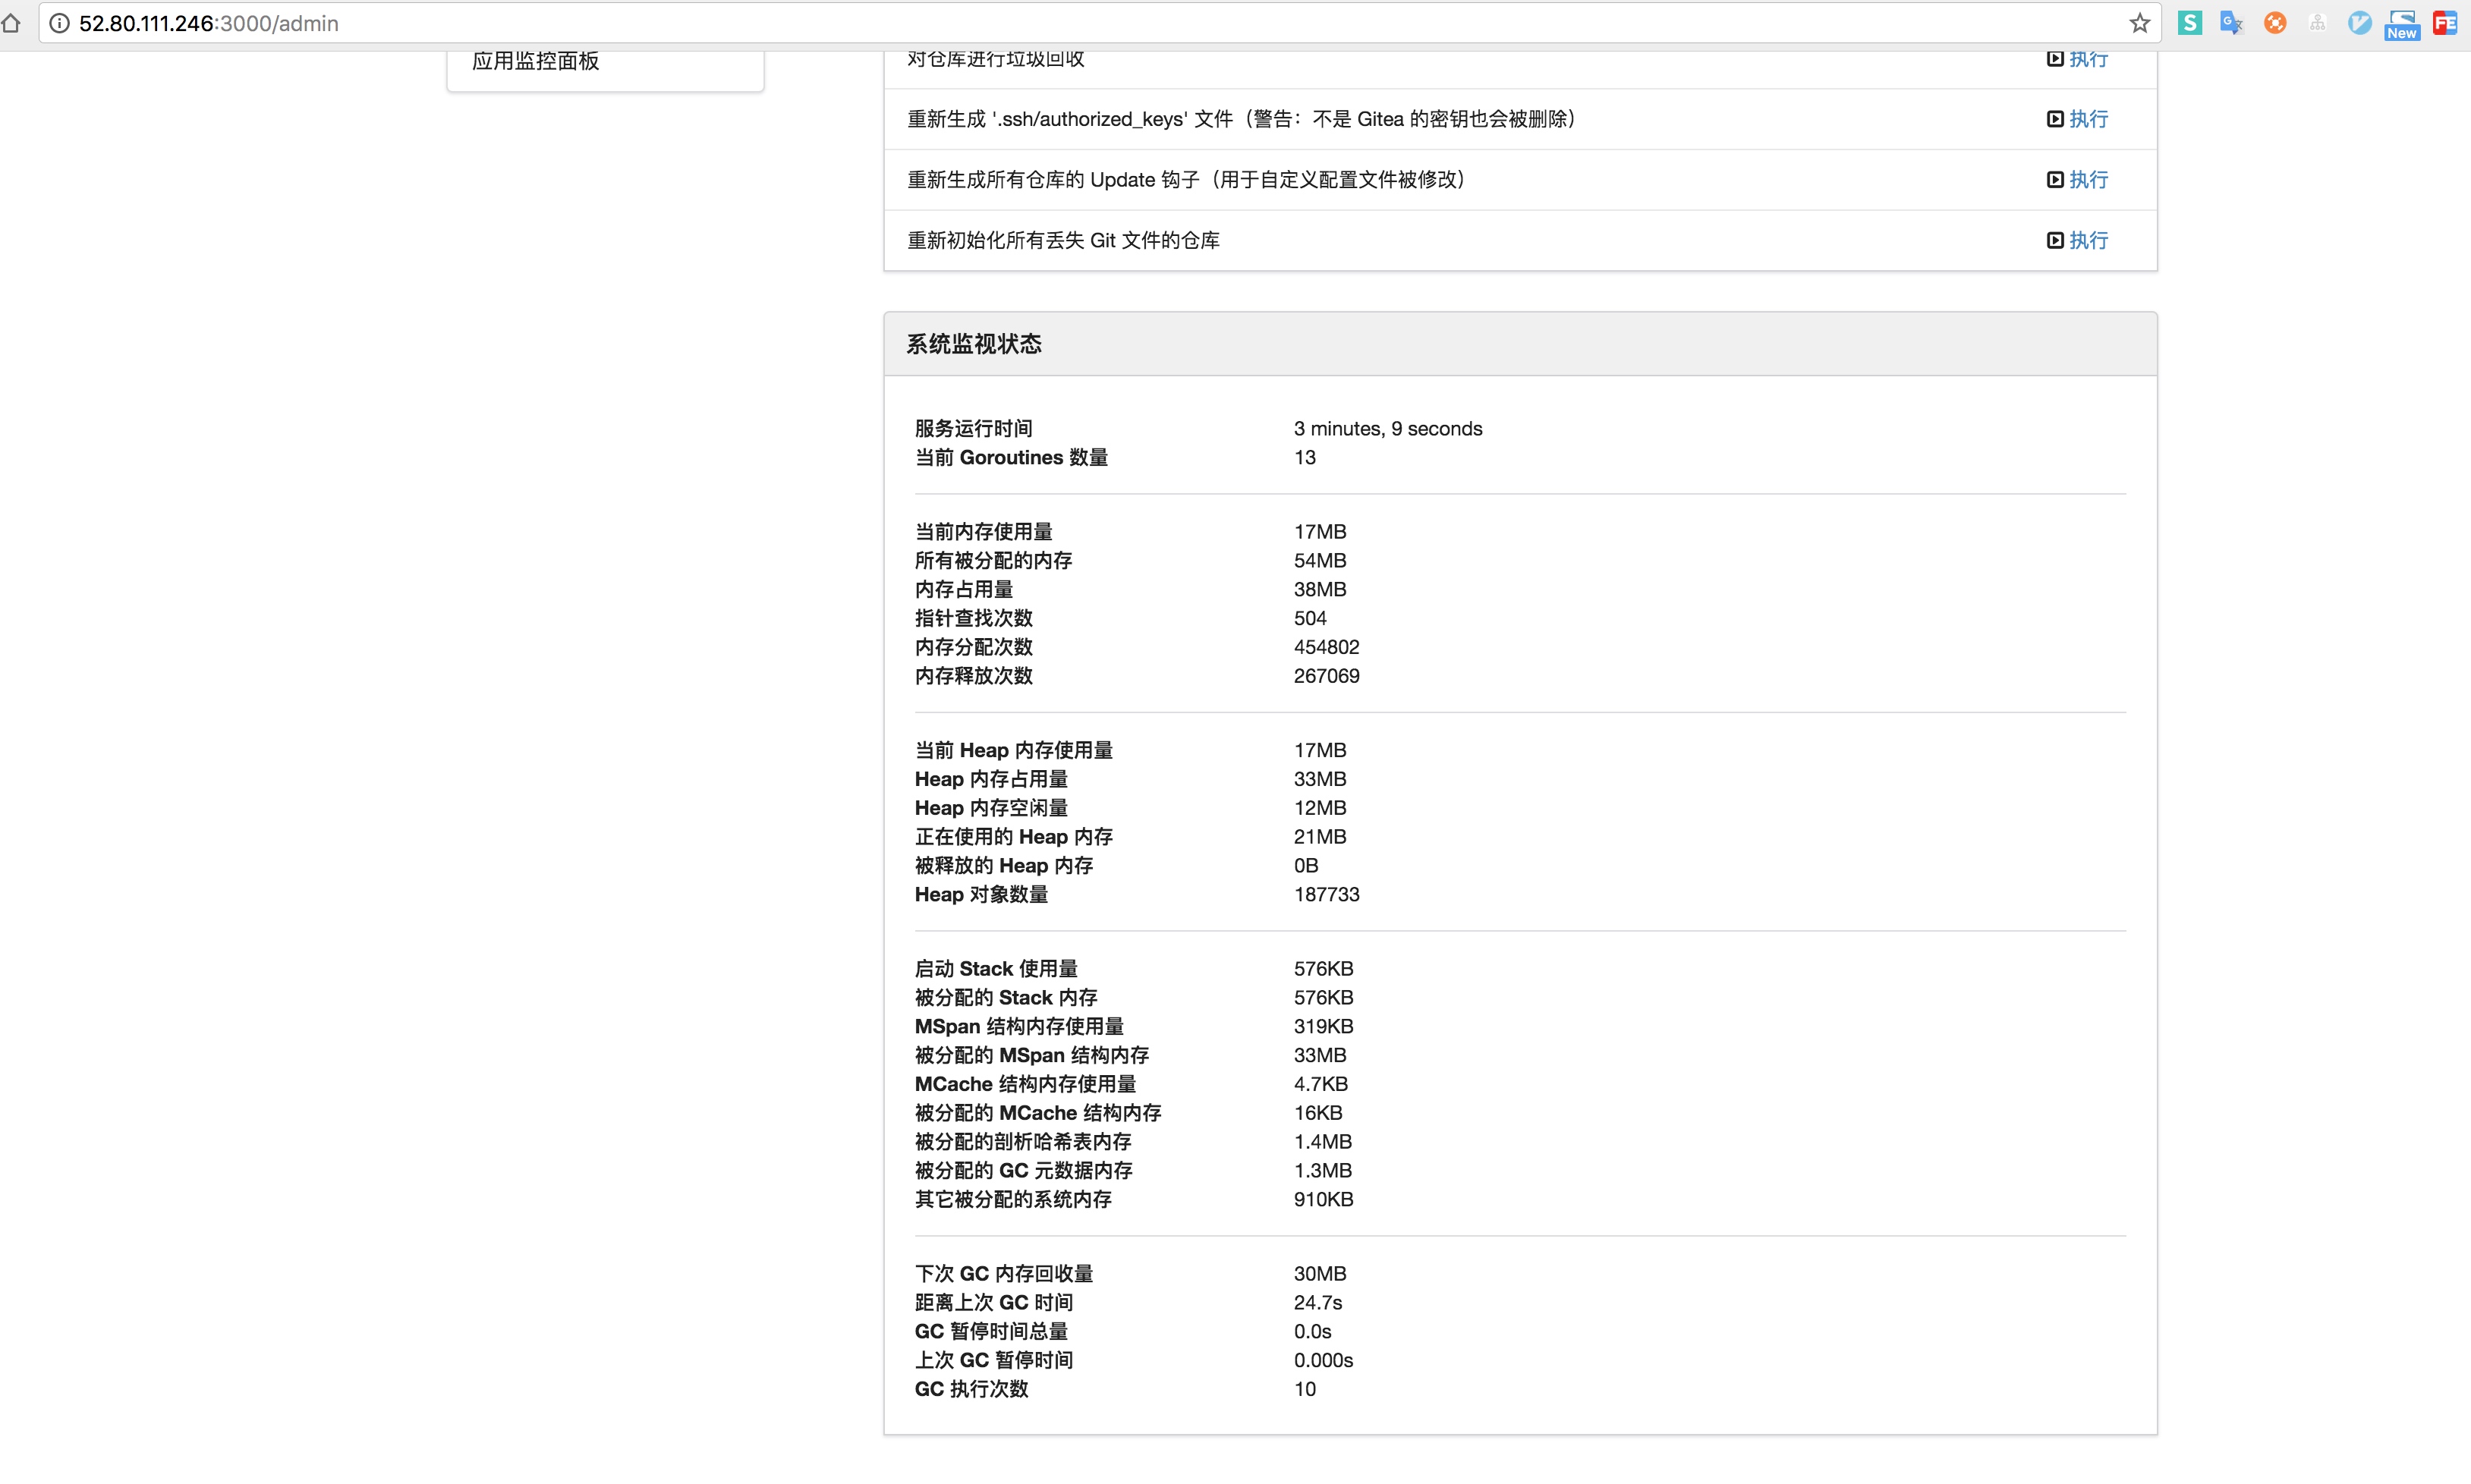 52.80.111.246:3000/admin
S
G
New
FE
应用监控面板
对仓库进行垃圾回收 执行
重新生成 '.ssh/authorized_keys' 文件（警告：不是 Gitea 的密钥也会被删除） 执行
重新生成所有仓库的 Update 钩子（用于自定义配置文件被修改） 执行
重新初始化所有丢失 Git 文件的仓库 执行
系统监视状态
服务运行时间 3 minutes, 9 seconds
当前 Goroutines 数量 13
当前内存使用量 17MB
所有被分配的内存 54MB
内存占用量 38MB
指针查找次数 504
内存分配次数 454802
内存释放次数 267069
当前 Heap 内存使用量 17MB
Heap 内存占用量 33MB
Heap 内存空闲量 12MB
正在使用的 Heap 内存 21MB
被释放的 Heap 内存 0B
Heap 对象数量 187733
启动 Stack 使用量 576KB
被分配的 Stack 内存 576KB
MSpan 结构内存使用量 319KB
被分配的 MSpan 结构内存 33MB
MCache 结构内存使用量 4.7KB
被分配的 MCache 结构内存 16KB
被分配的剖析哈希表内存 1.4MB
被分配的 GC 元数据内存 1.3MB
其它被分配的系统内存 910KB
下次 GC 内存回收量 30MB
距离上次 GC 时间 24.7s
GC 暂停时间总量 0.0s
上次 GC 暂停时间 0.000s
GC 执行次数 10